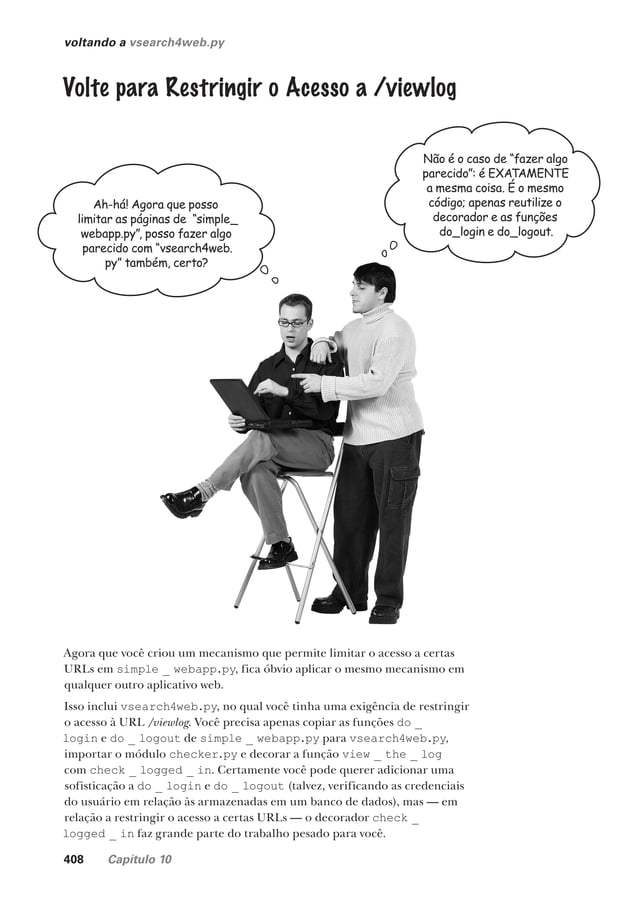 voltando a vsearch4web.py
Volte para Restringir o Acesso a /viewlog
Ah-há! Agora que posso
limitar as páginas de “simple_
webapp.py”, posso fazer algo
parecido com “vsearch4web.
py” também, certo?
Não é o caso de “fazer algo
parecido”: é EXATAMENTE
a mesma coisa. É o mesmo
código; apenas reutilize o
decorador e as funções
do_login e do_logout.
Agora que você criou um mecanismo que permite limitar o acesso a certas
URLs em simple _ webapp.py, fica óbvio aplicar o mesmo mecanismo em
qualquer outro aplicativo web.
Isso inclui vsearch4web.py, no qual você tinha uma exigência de restringir
o acesso à URL /viewlog. Você precisa apenas copiar as funções do _
login e do _ logout de simple _ webapp.py para vsearch4web.py,
importar o módulo checker.py e decorar a função view _ the _ log
com check _ logged _ in. Certamente você pode querer adicionar uma
sofisticação a do _ login e do _ logout (talvez, verificando as credenciais
do usuário em relação às armazenadas em um banco de dados), mas — em
relação a restringir o acesso a certas URLs — o decorador check _
logged _ in faz grande parte do trabalho pesado para você.
408 Capítulo 10